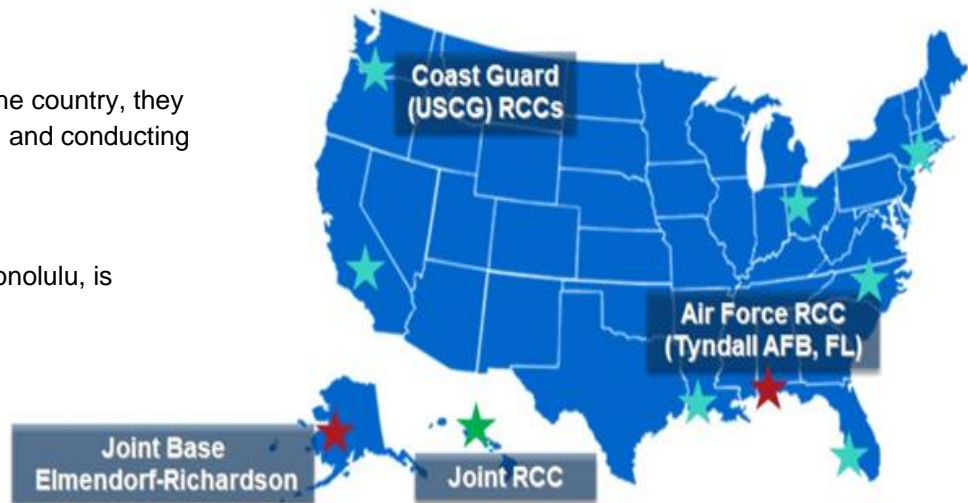 ne country, they
and conducting
onolulu, is
Coast Guard
(USCG) RCCs
Air Force RCC
(Tyndall AFB, FL)
Joint Base
Elmendorf-Richardson
Joint RCC